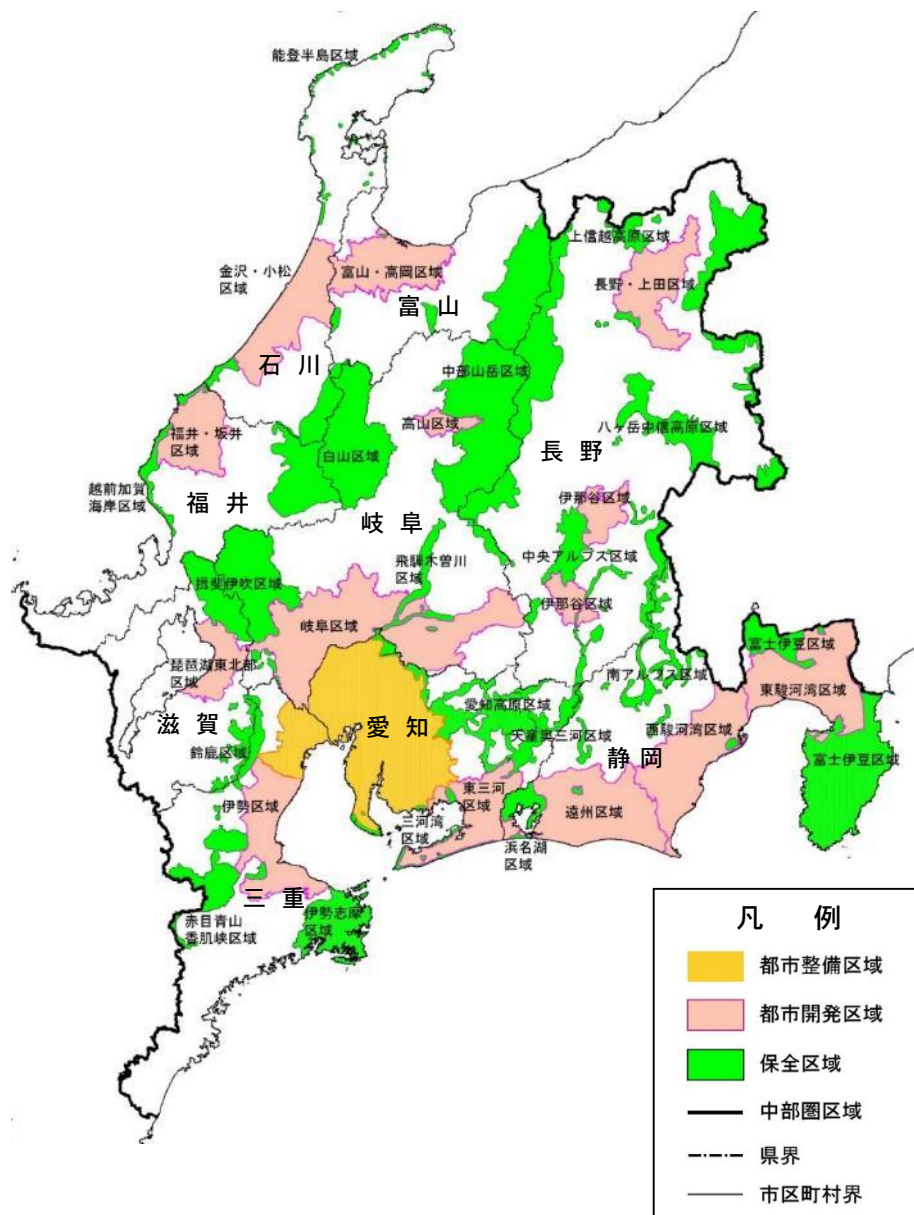 能登半島区域
上信越高原区域
金沢・小松
区域
富山・高岡区域
長野・上田区域
富山
石川
中部山岳区域
高山区域
八ヶ岳中信高原区域
福井・坂井
区域
長野
白山区域
越前加賀
海岸区域
福井
伊那谷区域
岐阜
飛騨木曽川
区域
中央アルプス区域
揖斐伊吹区域
伊那谷区域
岐阜区域
富士伊豆区域
琵琶湖東北部
区域
南アルプス区域
東駿河湾区域
愛知高原区域
滋賀
愛知
天竜奥三河区域
西駿河湾区域
鈴鹿区域
静岡
富士伊豆区域
伊勢区域
東三河
区域
遠州区域
三河湾
区域
浜名湖
区域
三重
伊勢志摩
区域
赤目青山
香肌峡区域
凡例
都市整備区域
都市開発区域
保全区域
中部圏区域
県界
市区町村界